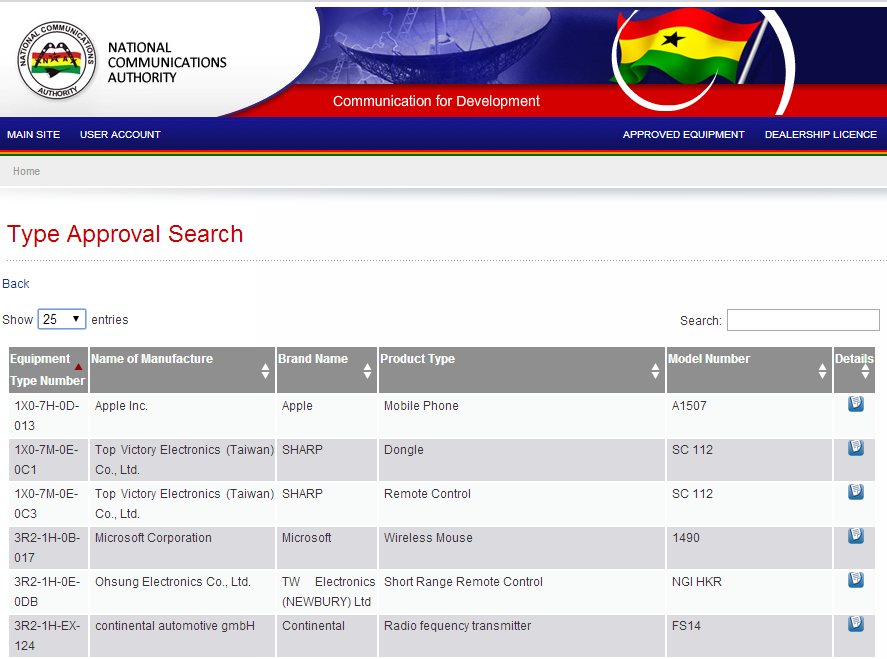 NATIONAL COMMUNICATIONS
AUTHORITY
NATIONAL
COMMUNICATIONS
AUTHORITY
Communication for Development
MAIN SITE USER ACCOUNT APPROVED EQUIPMENT DEALERSHIP LICENCE
Home
Type Approval Search
Back
Show 25 entries Search:
Equipment Name of Manufacture Brand Name Product Type Model Number Details
Type Number
1X0-7H-0D- Apple Inc. Apple Mobile Phone A1507
013
1X0-7M-0E- Top Victory Electronics (Taiwan) SHARP Dongle SC 112
0C1 Co., Ltd.
1X0-7M-0E- Top Victory Electronics (Taiwan) SHARP Remote Control SC 112
0C3 Co., Ltd.
3R2-1H-0B- Microsoft Corporation Microsoft Wireless Mouse 1490
017
3R2-1H-0E- Ohsung Electronics Co., Ltd. TW Electronics Short Range Remote Control NGI HKR
0DB (NEWBURY) Ltd
3R2-1H-EX- continental automotive gmbH Continental Radio fequency transmitter FS14
124